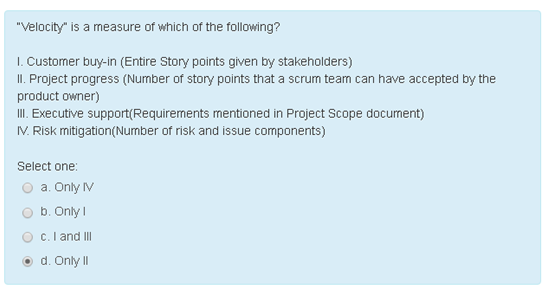 "Velocity" is a measure of which of the following?
I. Customer buy-in (Entire Story points given by stakeholders)
II. Project progress (Number of story points that a scrum team can have accepted by the
product owner)
III. Executive support(Requirements mentioned in Project Scope document)
IV. Risk mitigation(Number of risk and issue components)
Select one:
a. Only IV
b. Only I
c. I and III
d. Only II